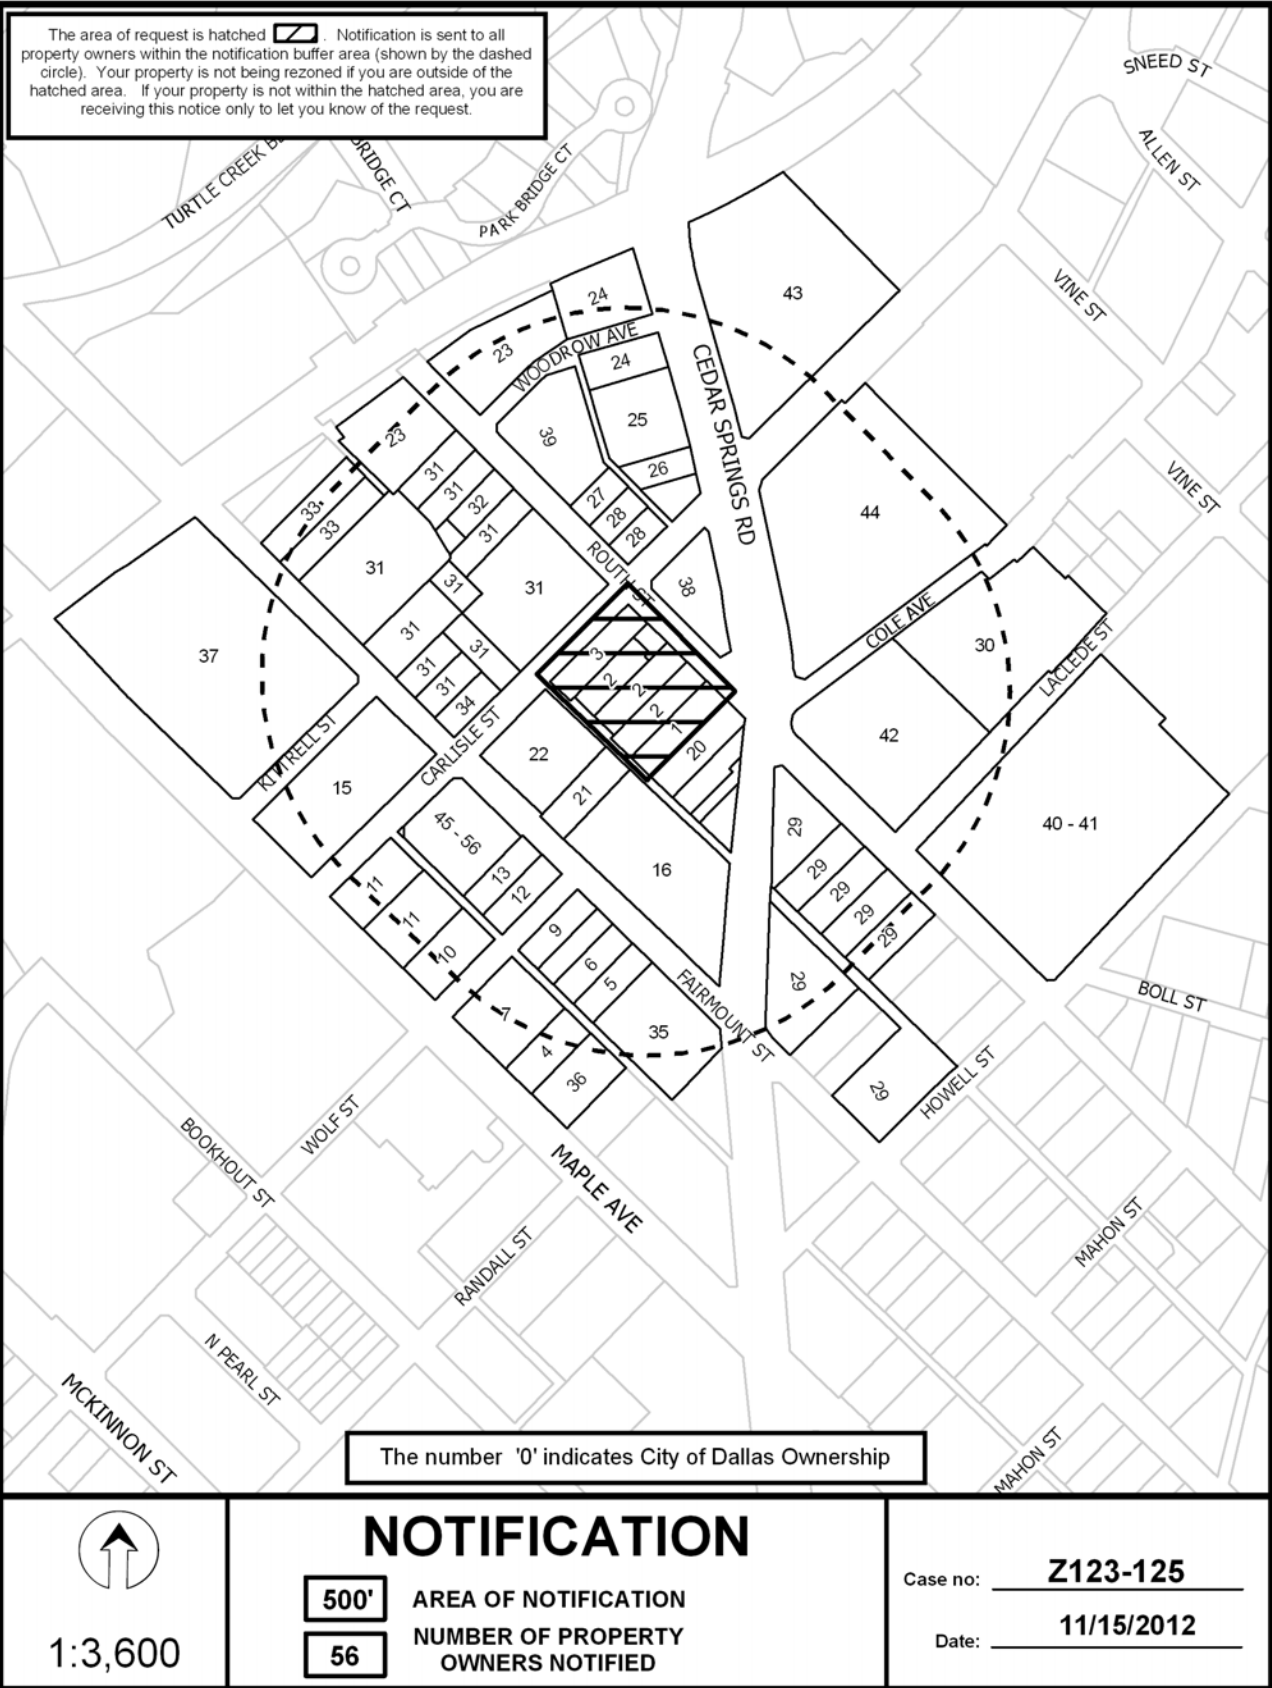 The area of request is hatched . Notification is sent to all
property owners within the notification buffer area (shown by the dashed
circle). Your property is not being rezoned if you are outside of the
hatched area. If your property is not within the hatched area, you are
receiving this notice only to let you know of the request.
SNEED ST
ALLEN ST
TURTLE CREEK
BRIDGE CT
PARK BRIDGE CT
VINE ST
43
24
WOODROW AVE
23
24
CEDAR SPRINGS RD
25
39
23
26
31
31
32
27
28
28
31
33
33
VINE ST
44
31
31
31
ROUTH ST
38
COLE AVE
31
31
31
31
34
3
2
2
2
1
30
LACLEDE ST
37
42
20
22
21
CARLISLE ST
KITTRELL ST
15
16
40 - 41
45 - 56
13
12
29
29
29
29
29
11
11
10
9
6
5
29
7
4
35
36
FAIRMOUNT ST
BOLL ST
29
HOWELL ST
WOLF ST
BOOKHOUT ST
MAPLE AVE
RANDALL ST
MAHON ST
N PEARL ST
MCKINNON ST
MAHON ST
The number '0' indicates City of Dallas Ownership
NOTIFICATION
500' AREA OF NOTIFICATION
56 NUMBER OF PROPERTY
OWNERS NOTIFIED
1:3,600
Case no: Z123-125
Date: 11/15/2012